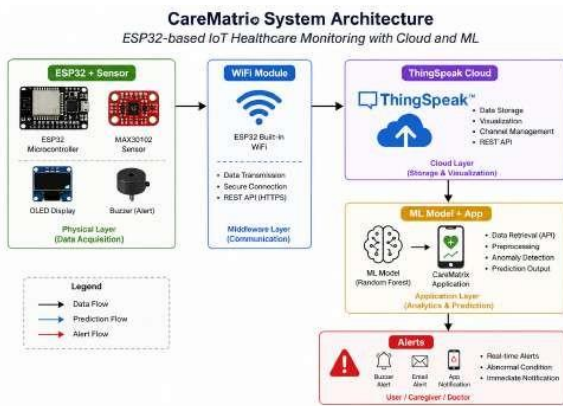 CareMatrix System Architecture
ESP32-based IoT Healthcare Monitoring with Cloud and ML
ESP32 + Sensor
ESP32
Microcontroller
MAX30102
Sensor
OLED Display
Buzzer (Alert)
Physical Layer
(Data Acquisition)
WiFi Module
ESP32 Built-in
WiFi
• Data Transmission
• Secure Connection
• REST API (HTTPS)
Middleware Layer
(Communication)
ThingSpeak Cloud
ThingSpeak™
• Data Storage
• Visualization
• Channel Management
• REST API
Cloud Layer
(Storage & Visualization)
ML Model + App
ML Model
(Random Forest)
CareMatrix
Application
• Data Retrieval (API)
• Preprocessing
• Anomaly Detection
• Prediction Output
Application Layer
(Analytics & Prediction)
Legend
Data Flow
Prediction Flow
Alert Flow
Alerts
Buzzer
Alert
Email
Alert
App
Notification
• Real-time Alerts
• Abnormal Condition
• Immediate Notification
User / Caregiver / Doctor